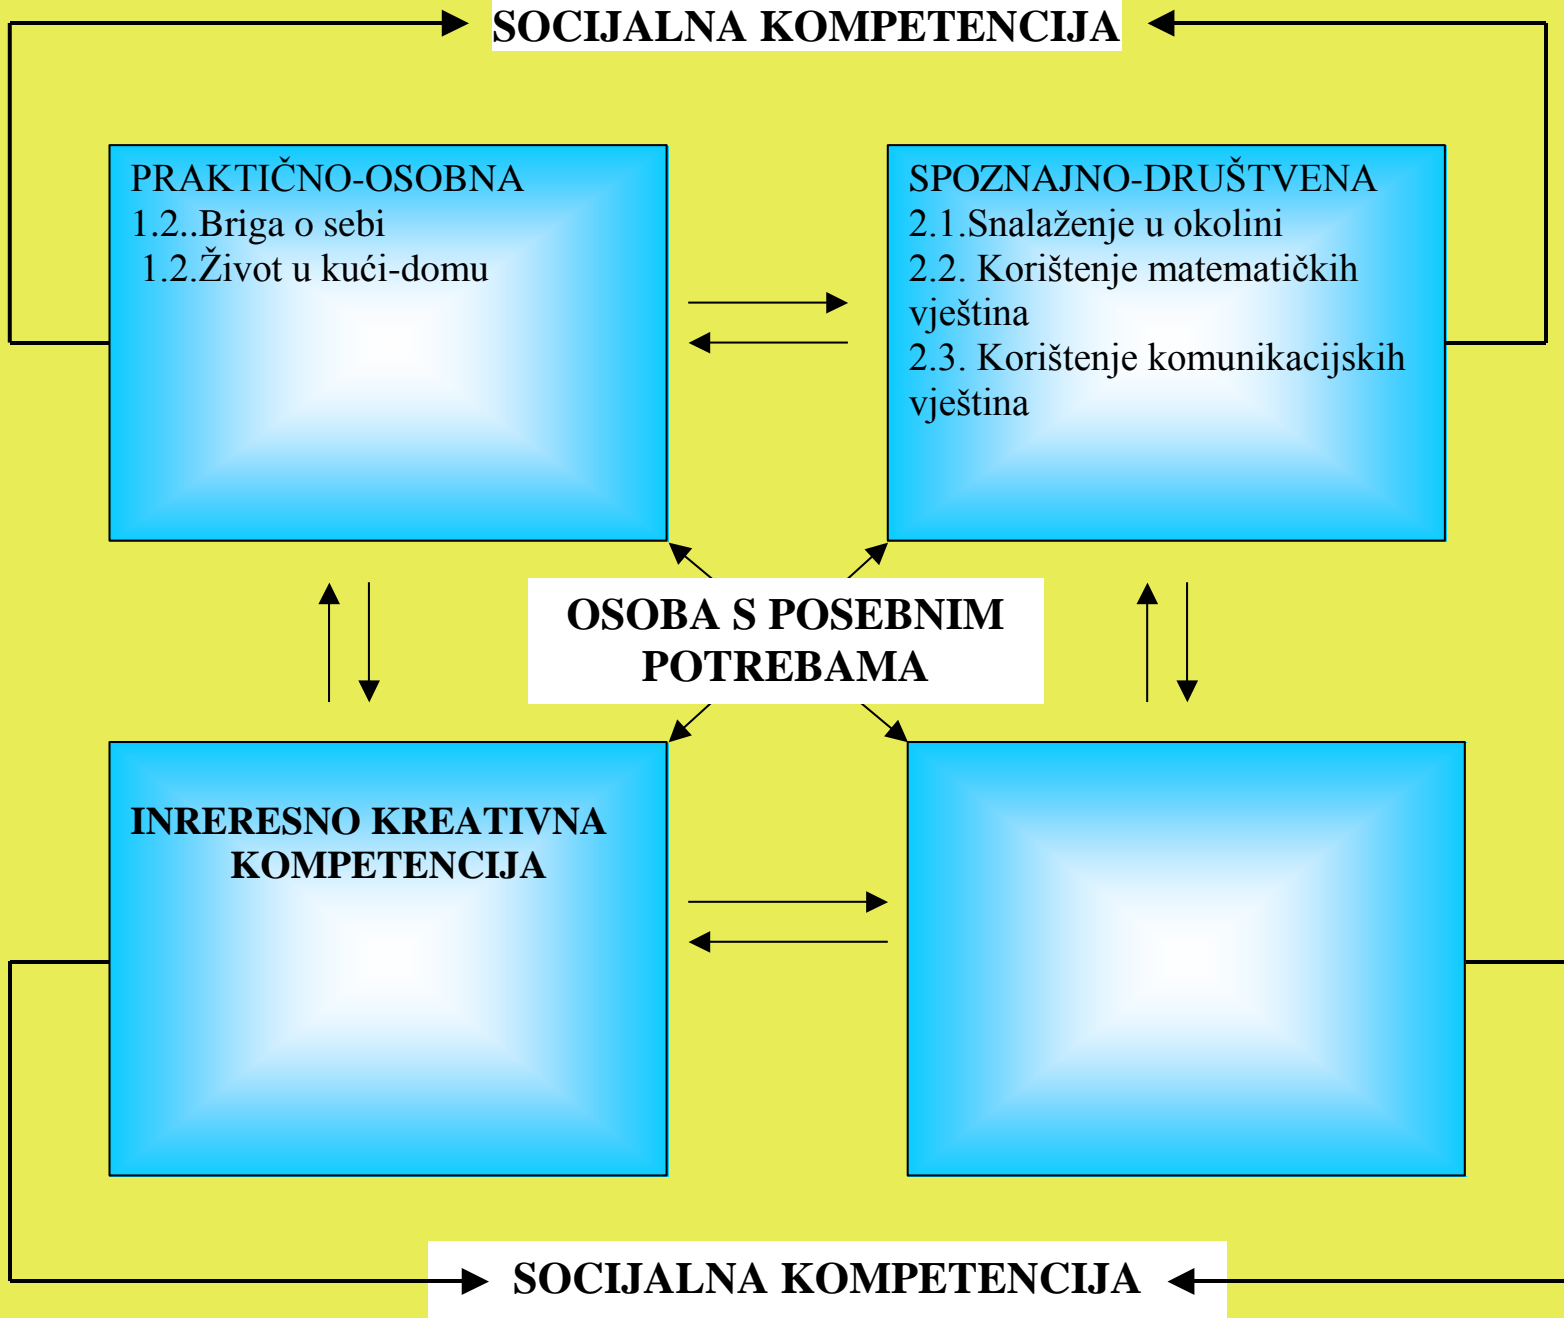 SOCIJALNA KOMPETENCIJA
PRAKTIČNO-OSOBNA
1.2..Briga o sebi
1.2.Život u kući-domu
SPOZNAJNO-DRUŠTVENA
2.1.Snalaženje u okolini
2.2. Korištenje matematičkih
vještina
2.3. Korištenje komunikacijskih
vještina
OSOBA S POSEBNIM
POTREBAMA
INRERESNO KREATIVNA
KOMPETENCIJA
SOCIJALNA KOMPETENCIJA